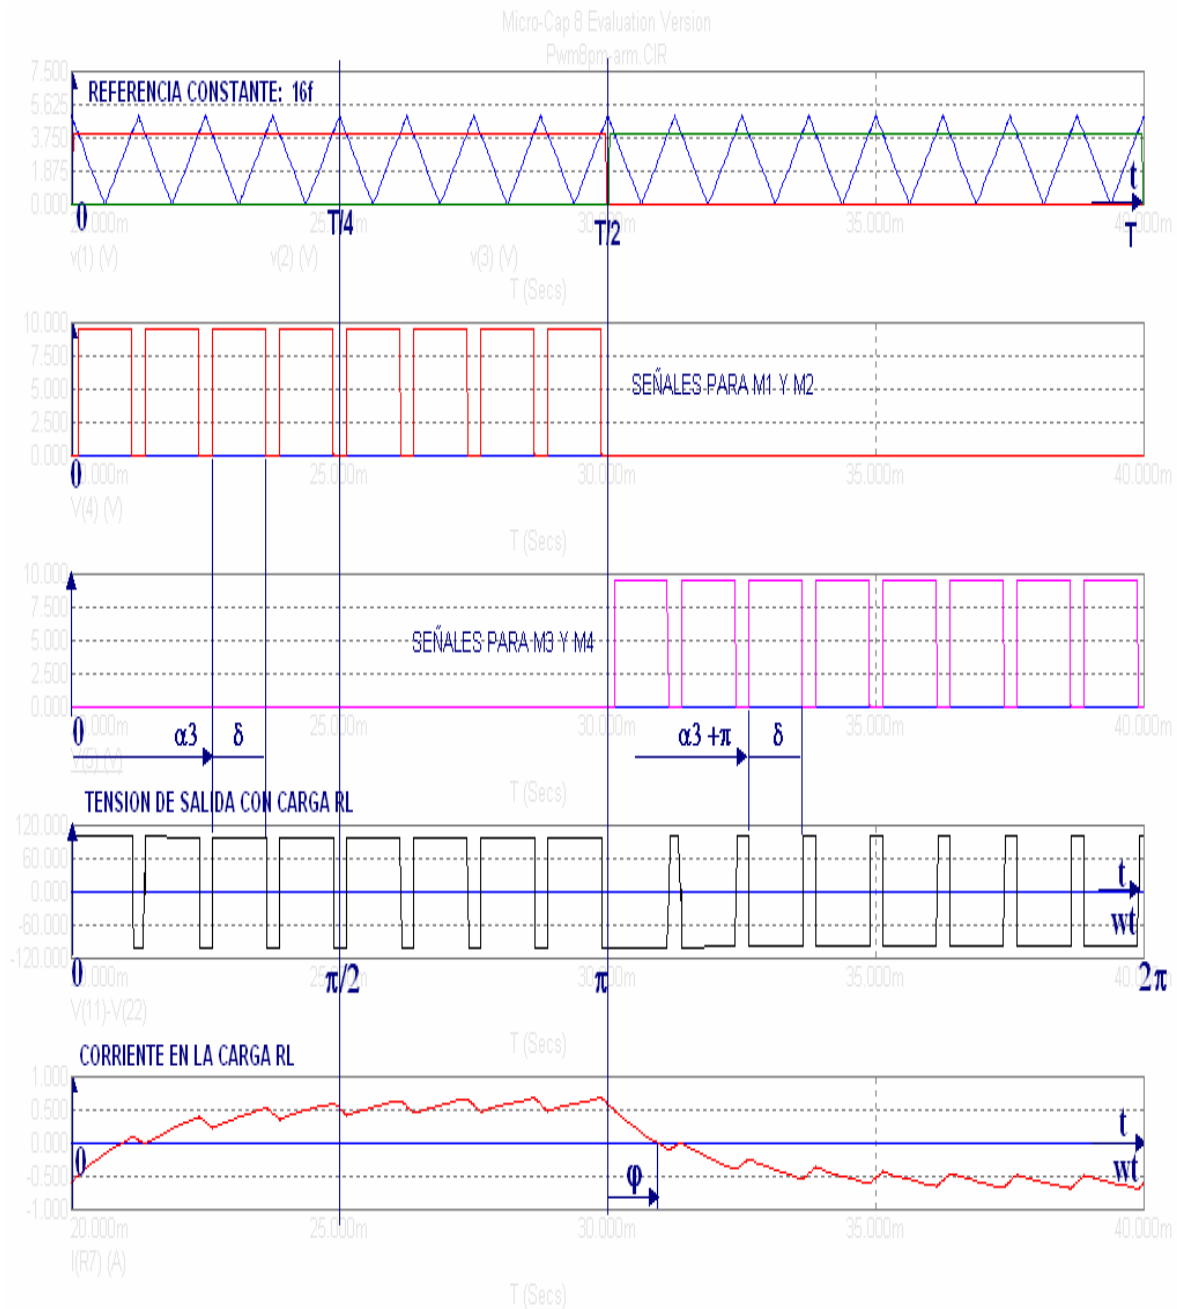 Micro-Cap 8 Evaluation Version
Pwm8pm-arm.CIR
7.500
REFERENCIA CONSTANTE: 16f
5.625
3.750
1.875
t
0.000
0 T/4 T/2 T
25.000m 30.000m 35.000m 40.000m
v(1) (V) v(2) (V) v(3) (V)
T (Secs)
10.000
7.500
SEÑALES PARA M1 Y M2
5.000
2.500
0.000
0 25.000m 30.000m 35.000m 40.000m
V(4) (V)
T (Secs)
10.000
7.500
SEÑALES PARA M3 Y M4
5.000
2.500
0.000
0 25.000m 30.000m 35.000m 40.000m
α3 δ α3 +π δ
V(5) (V)
T (Secs)
TENSION DE SALIDA CON CARGA RL
120.000
60.000
0.000
t
-60.000
wt
-120.000
0 π/2 π 2π
25.000m 30.000m 35.000m 40.000m
V(11)-V(22)
T (Secs)
CORRIENTE EN LA CARGA RL
1.000
0.500
0.000
t
0 wt
-0.500
φ
-1.000
20.000m 25.000m 30.000m 35.000m 40.000m
I(R7) (A)
T (Secs)